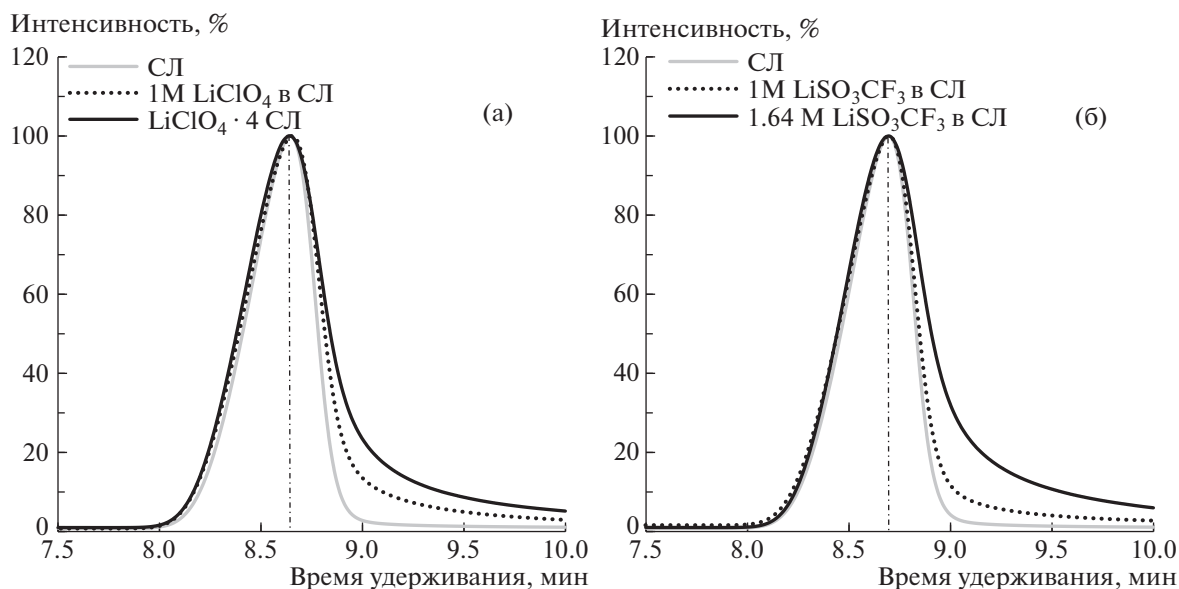 Интенсивность, %
120
100
80
60
40
20
0
7.5 8.0 8.5 9.0 9.5 10.0
Время удерживания, мин
СЛ
1М LiClO4 в СЛ
LiClO4 · 4 СЛ
(а)
Интенсивность, %
120
100
80
60
40
20
0
7.5 8.0 8.5 9.0 9.5 10.0
Время удерживания, мин
СЛ
1М LiSO3CF3 в СЛ
1.64 М LiSO3CF3 в СЛ
(б)